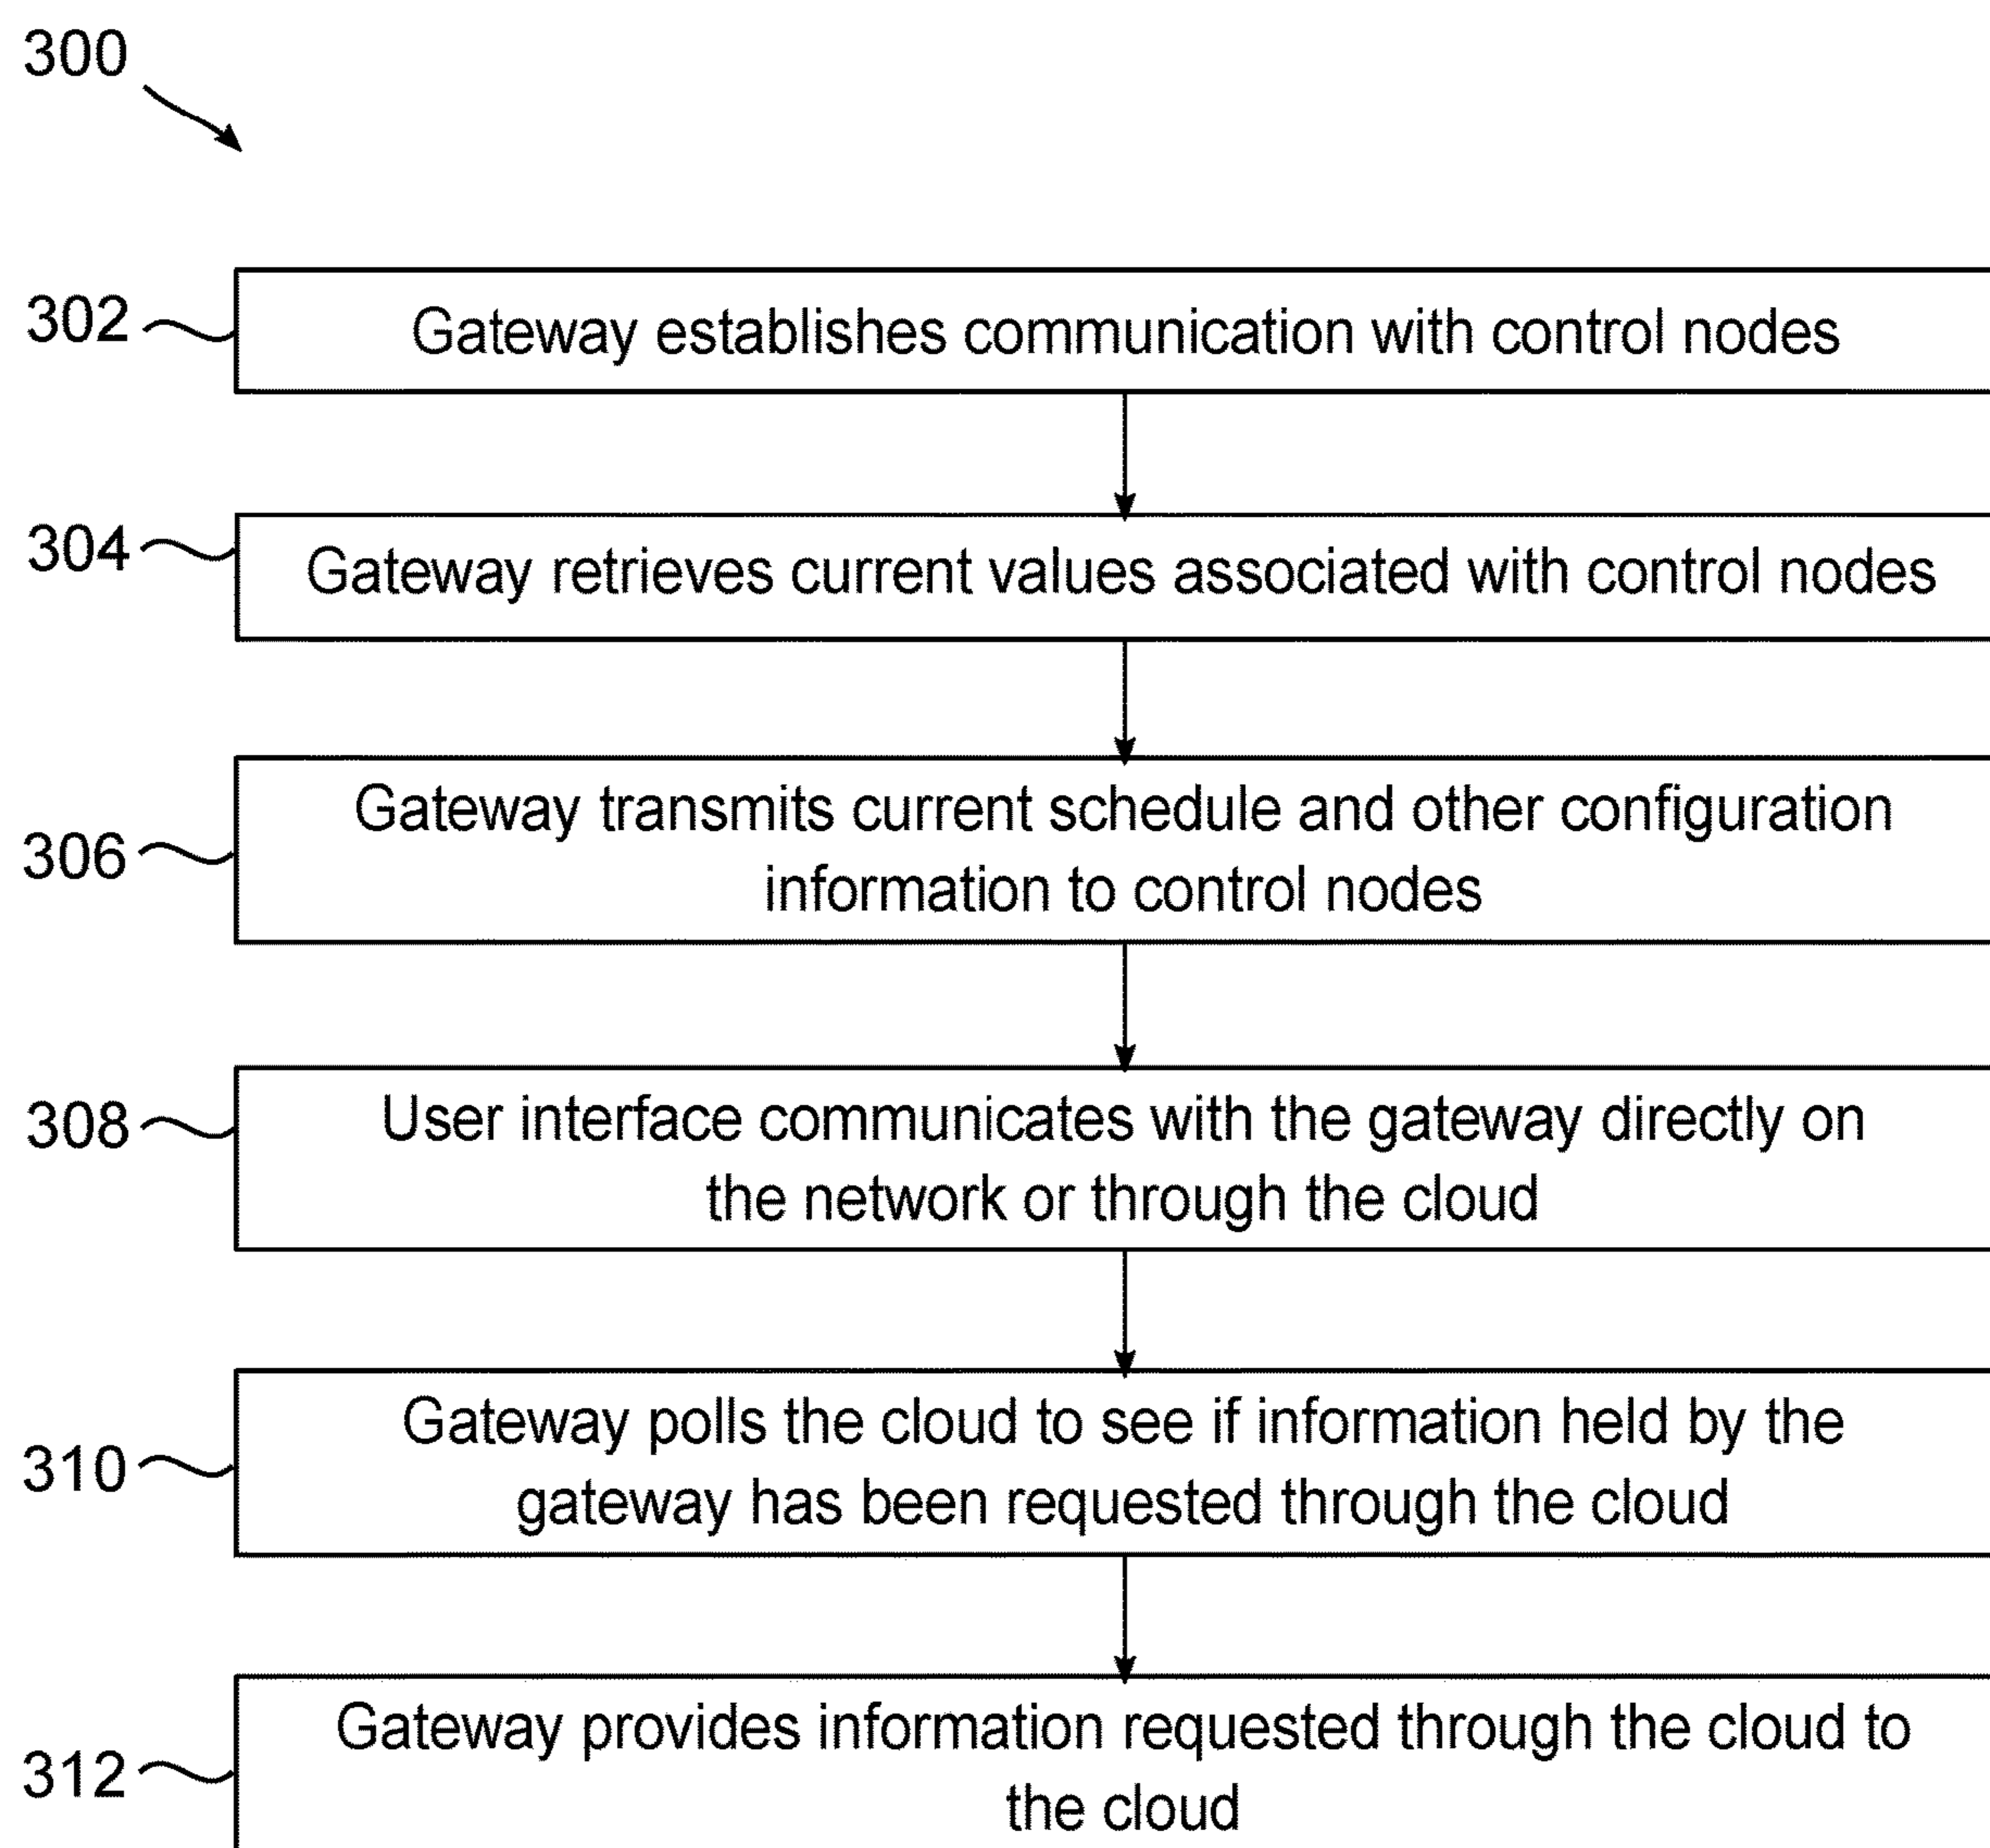 300
302
Gateway establishes communication with control nodes
304
Gateway retrieves current values associated with control nodes
306
Gateway transmits current schedule and other configuration
information to control nodes
308
User interface communicates with the gateway directly on
the network or through the cloud
310
Gateway polls the cloud to see if information held by the
gateway has been requested through the cloud
312
Gateway provides information requested through the cloud to
the cloud